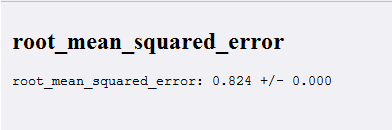 root_mean_squared_error
root_mean_squared_error: 0.824 +/- 0.000